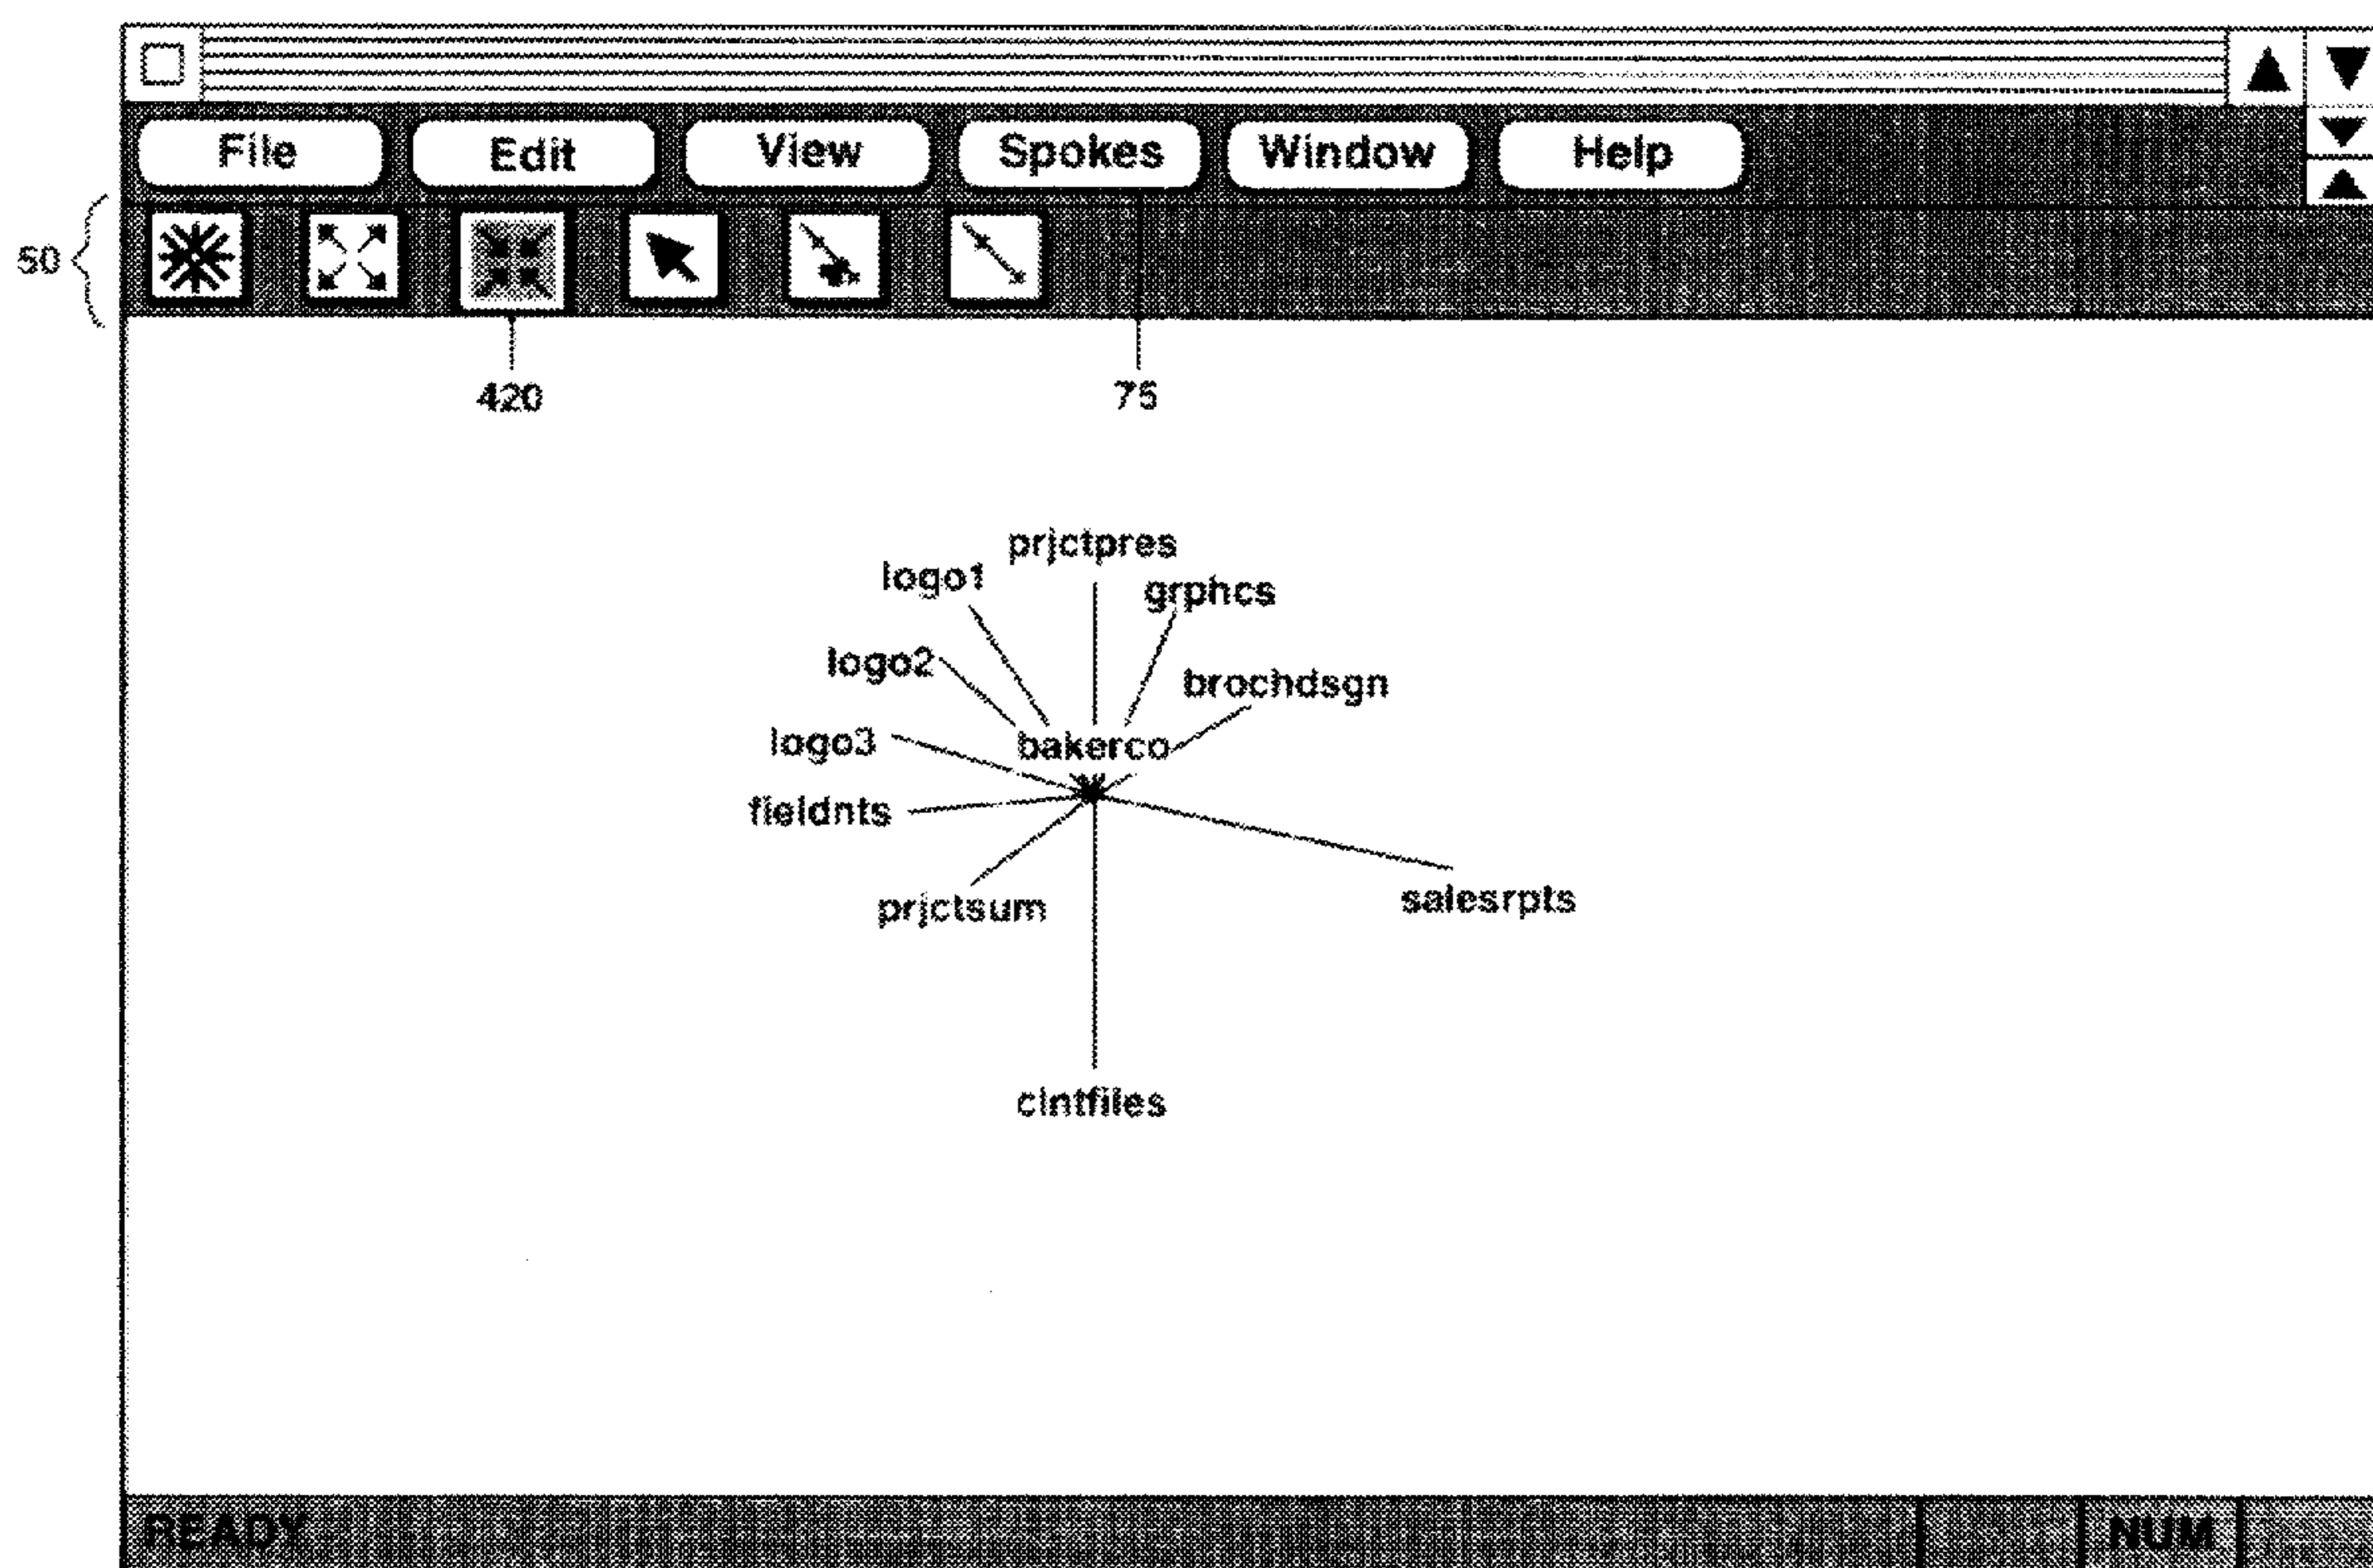 File Edit View Spokes Window Help
50
420 75
prjctpres
logo1
grphcs
logo2
brochdsgn
logo3
bakerco
fieldnts
prjctsum
salesrpts
clntfiles
READY NUM